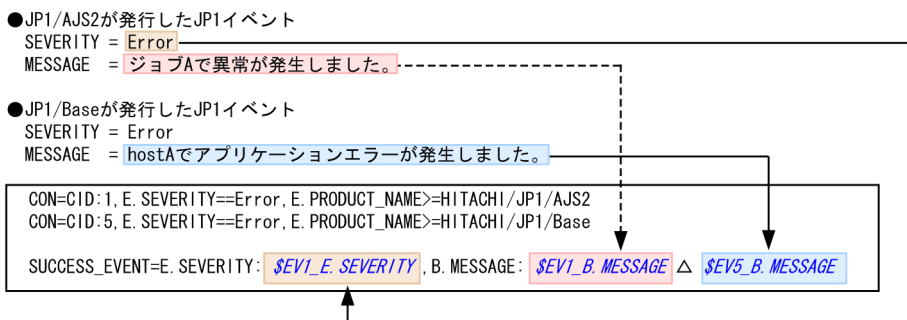 ●JP1/AJS2が発行したJP1イベント
SEVERITY = Error
MESSAGE = ジョブAで異常が発生しました。
●JP1/Baseが発行したJP1イベント
SEVERITY = Error
MESSAGE = hostAでアプリケーションエラーが発生しました。
CON=CID:1,E.SEVERITY==Error,E.PRODUCT_NAME>=HITACHI/JP1/AJS2
CON=CID:5,E.SEVERITY==Error,E.PRODUCT_NAME>=HITACHI/JP1/Base
SUCCESS_EVENT=E.SEVERITY: $EV1_E.SEVERITY ,B.MESSAGE: $EV1_B.MESSAGE △ $EV5_B.MESSAGE